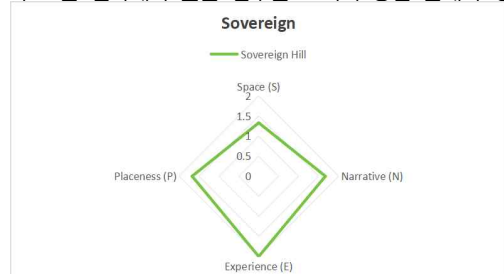 Sovereign
Sovereign Hill
Space (S)
2
1.5
1
0.5
0
Placeness (P)
Narrative (N)
Experience (E)